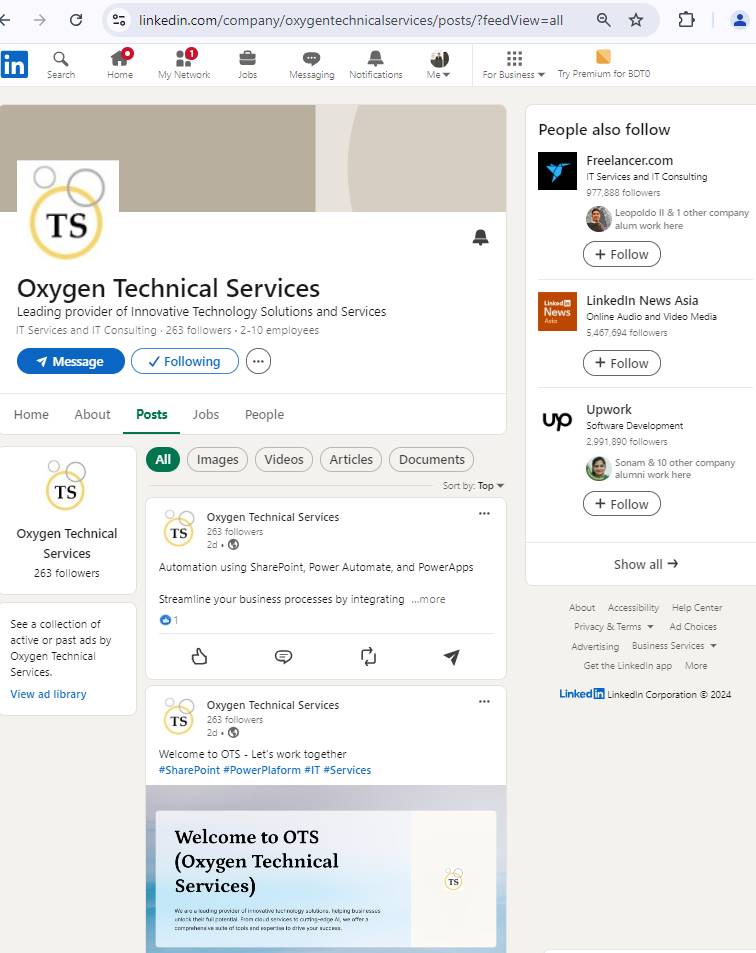 linkedin.com/company/oxygentechnicalservices/posts/?feedView=all
in
Search
Home
1
My Network
Jobs
Messaging
Notifications
Me
For Business
Try Premium for BDT0
TS
Oxygen Technical Services
Leading provider of Innovative Technology Solutions and Services
IT Services and IT Consulting · 263 followers · 2-10 employees
Message
Following
Home
About
Posts
Jobs
People
TS
Oxygen Technical
Services
263 followers
See a collection of
active or past ads by
Oxygen Technical
Services.
View ad library
All
Images
Videos
Articles
Documents
Sort by: Top
TS
Oxygen Technical Services
263 followers
2d •
Automation using SharePoint, Power Automate, and PowerApps
Streamline your business processes by integrating ...more
1
TS
Oxygen Technical Services
263 followers
2d •
Welcome to OTS - Let's work together
#SharePoint #PowerPlaform #IT #Services
Welcome to OTS
(Oxygen Technical
Services)
We are a leading provider of innovative technology solutions, helping businesses
unlock their full potential. From cloud services to cutting-edge AI, we offer a
comprehensive suite of tools and expertise to drive your success.
TS
People also follow
Freelancer.com
IT Services and IT Consulting
977,888 followers
Leopoldo II & 1 other company
alum work here
+ Follow
Linked in
News
Asia
LinkedIn News Asia
Online Audio and Video Media
5,467,694 followers
+ Follow
up
Upwork
Software Development
2,991,890 followers
Sonam & 10 other company
alumni work here
+ Follow
Show all →
About Accessibility Help Center
Privacy & Terms Ad Choices
Advertising Business Services
Get the LinkedIn app More
Linkedin LinkedIn Corporation © 2024